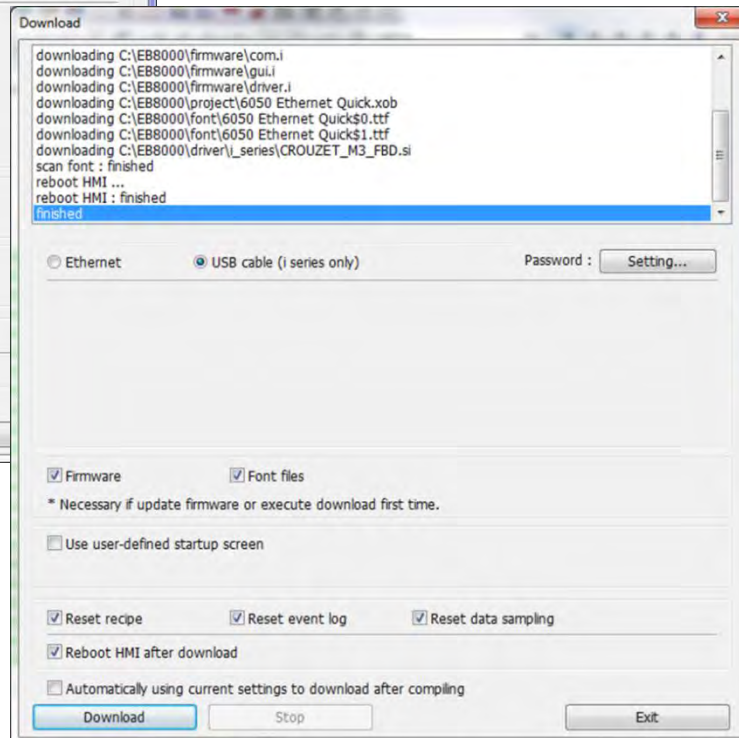 Download
downloading C:\EB8000\firmware\com.i
downloading C:\EB8000\firmware\gui.i
downloading C:\EB8000\firmware\driver.i
downloading C:\EB8000\project\6050 Ethernet Quick.xob
downloading C:\EB8000\font\6050 Ethernet Quick$0.ttf
downloading C:\EB8000\font\6050 Ethernet Quick$1.ttf
downloading C:\EB8000\driver\i_series\CROUZET_M3_FBD.si
scan font : finished
reboot HMI ...
reboot HMI : finished
finished
Ethernet USB cable (i series only) Password : Setting...
Firmware Font files
* Necessary if update firmware or execute download first time.
Use user-defined startup screen
Reset recipe Reset event log Reset data sampling
Reboot HMI after download
Automatically using current settings to download after compiling
Download Stop Exit